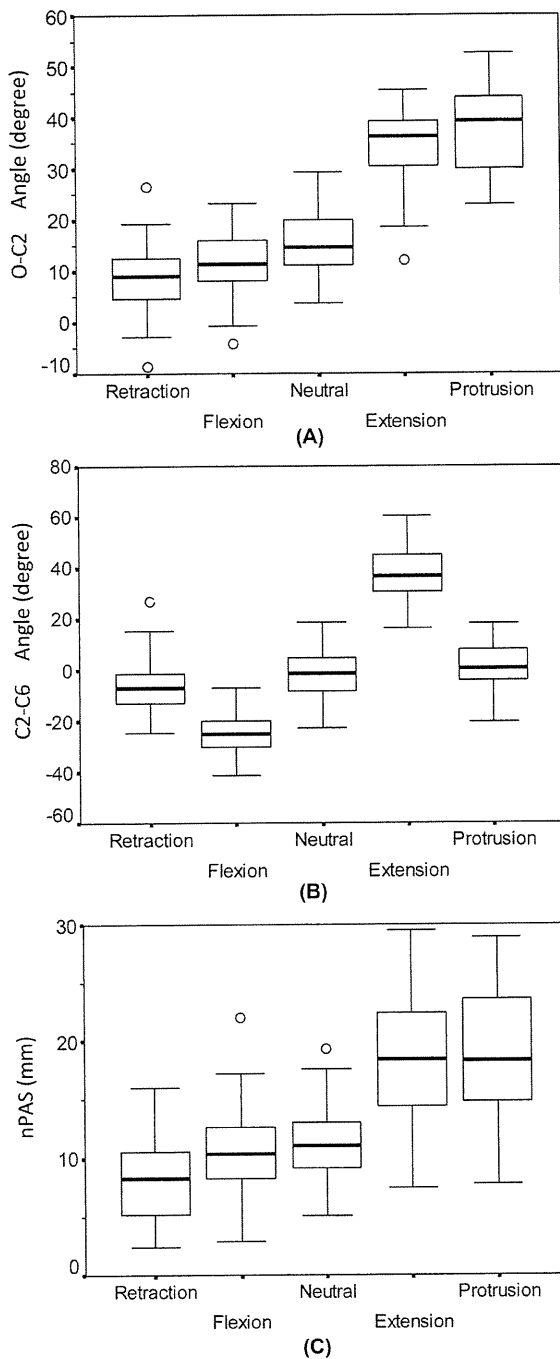 60
50
40
30
20
10
0
-10
O-C2 Angle (degree)
Retraction Neutral Protrusion
Flexion Extension
(A)
80
60
40
20
0
-20
-40
-60
C2-C6 Angle (degree)
Retraction Neutral Protrusion
Flexion Extension
(B)
30
20
10
0
nPAS (mm)
Retraction Neutral Protrusion
Flexion Extension
(C)